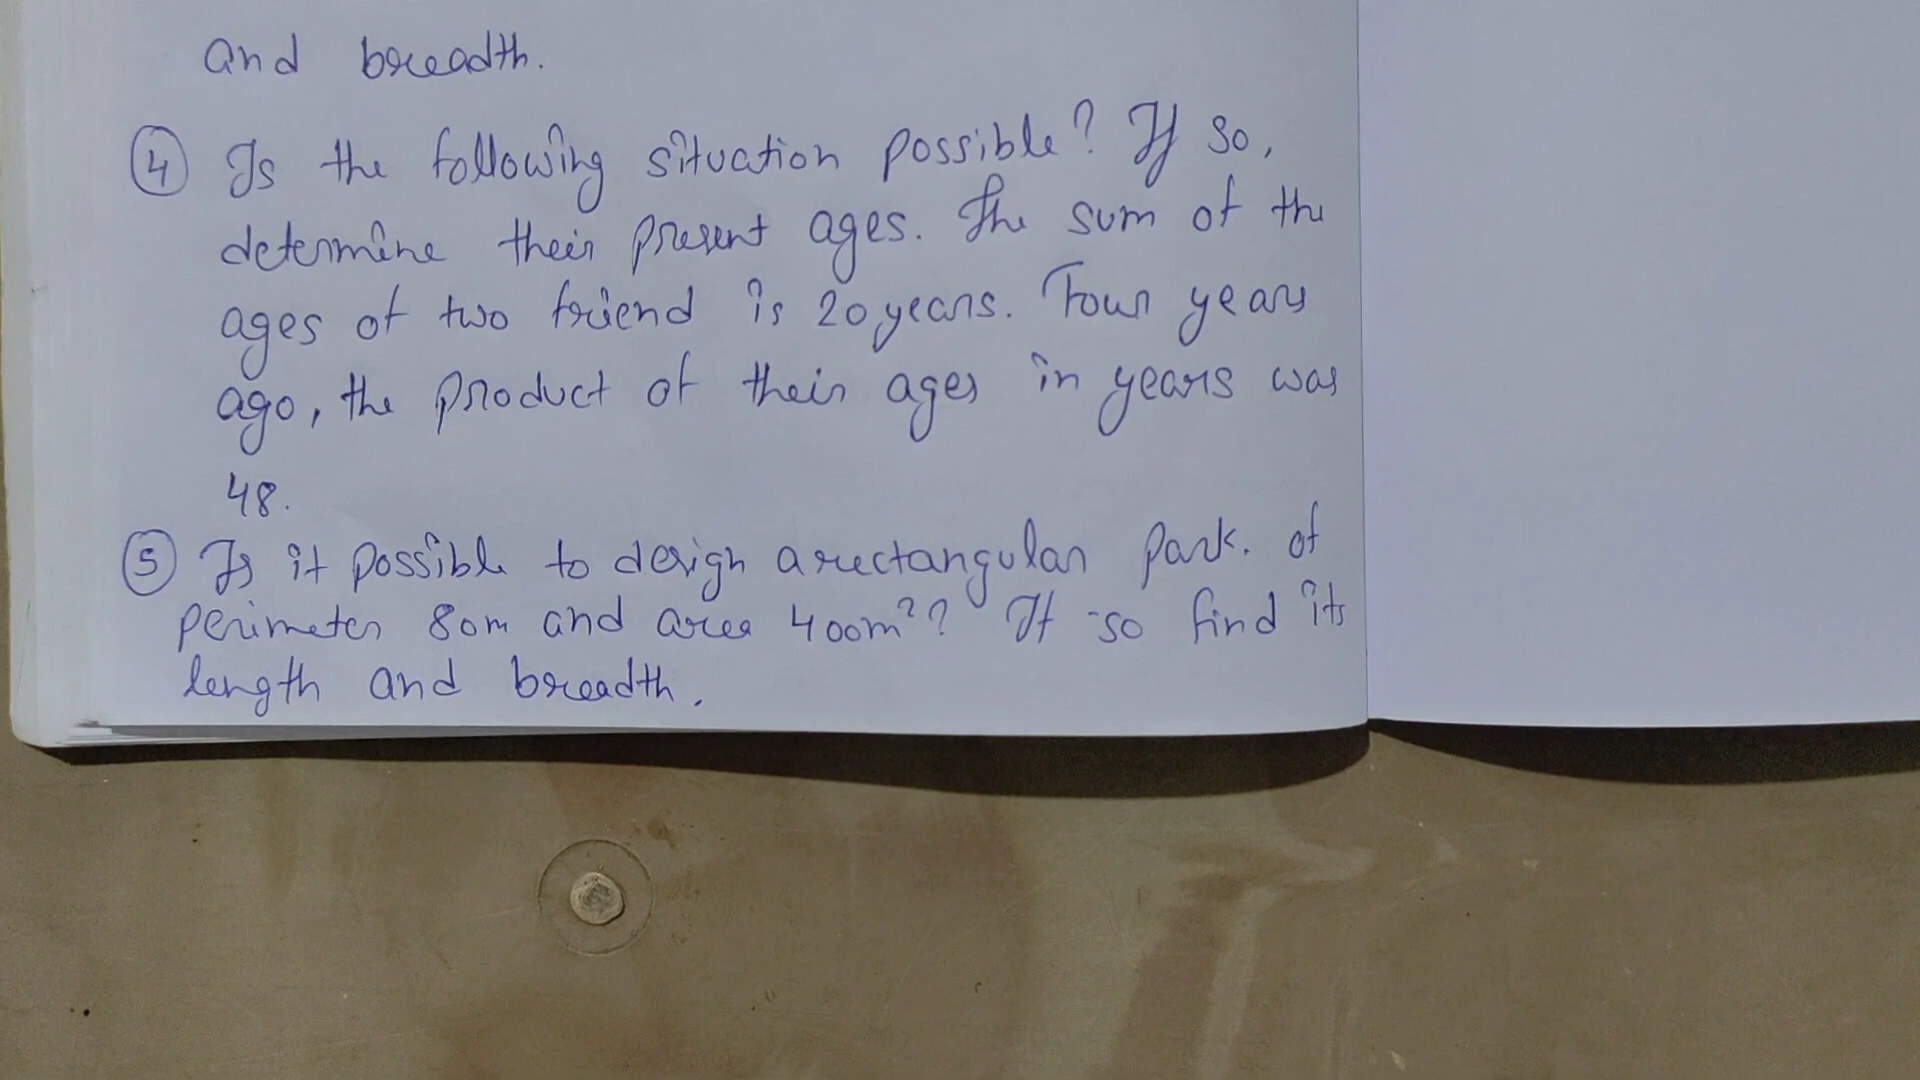 and breadth.
④ Is the following situation possible? If so,
determine their present ages. The sum of the
ages of two friend is 20 years. Four years
ago, the product of their ages in years was
48.
⑤ Is it possible to design a rectangular park. of
perimeter 80m and area 400m²? If so find its
length and breadth.